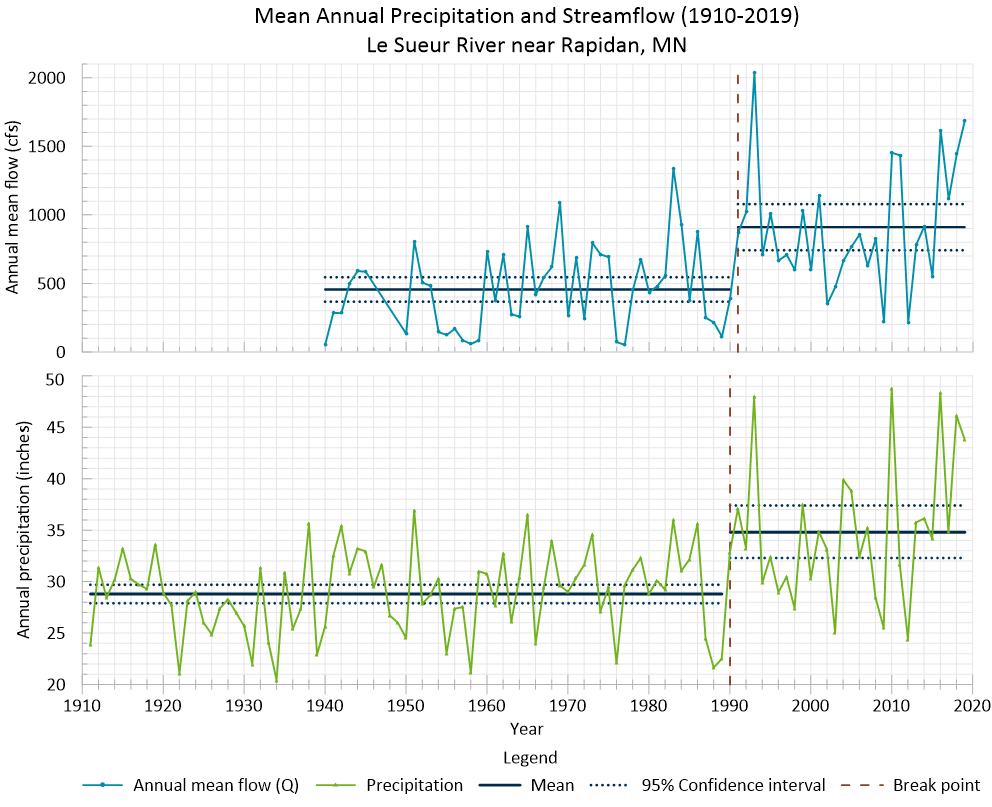 Mean Annual Precipitation and Streamflow (1910-2019)
Le Sueur River near Rapidan, MN
Annual mean flow (cfs)
2000
1500
1000
500
0
Annual precipitation (inches)
50
45
40
35
30
25
20
1910 1920 1930 1940 1950 1960 1970 1980 1990 2000 2010 2020
Year
Legend
Annual mean flow (Q) Precipitation Mean 95% Confidence interval Break point